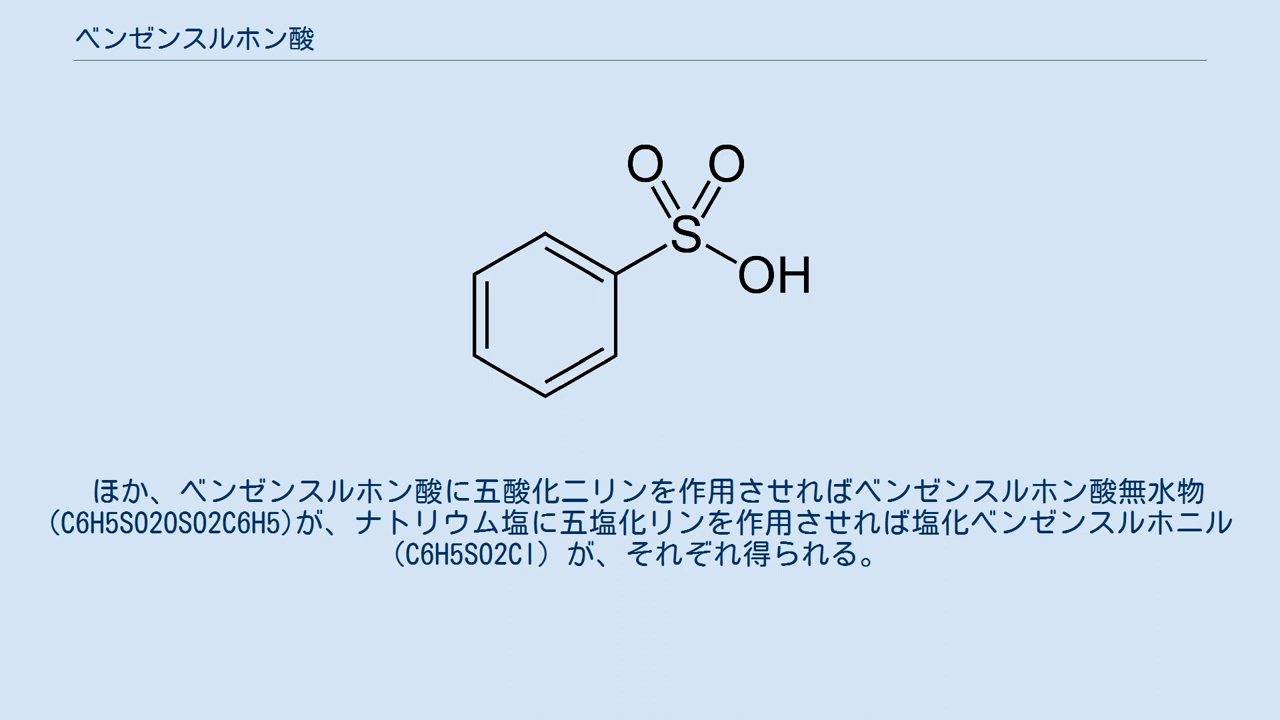 ベンゼンスルホン酸
O O
S
OH
ほか、ベンゼンスルホン酸に五酸化二リンを作用させればベンゼンスルホン酸無水物
(C6H5SO2OSO2C6H5)が、ナトリウム塩に五塩化リンを作用させれば塩化ベンゼンスルホニル
（C6H5SO2Cl）が、それぞれ得られる。